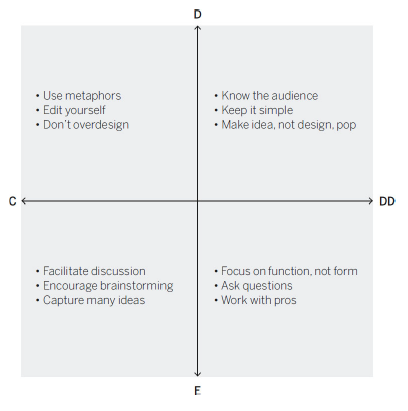 D
• Use metaphors
• Edit yourself
• Don't overdesign
• Know the audience
• Keep it simple
• Make idea, not design, pop
C
DD
• Facilitate discussion
• Encourage brainstorming
• Capture many ideas
• Focus on function, not form
• Ask questions
• Work with pros
E